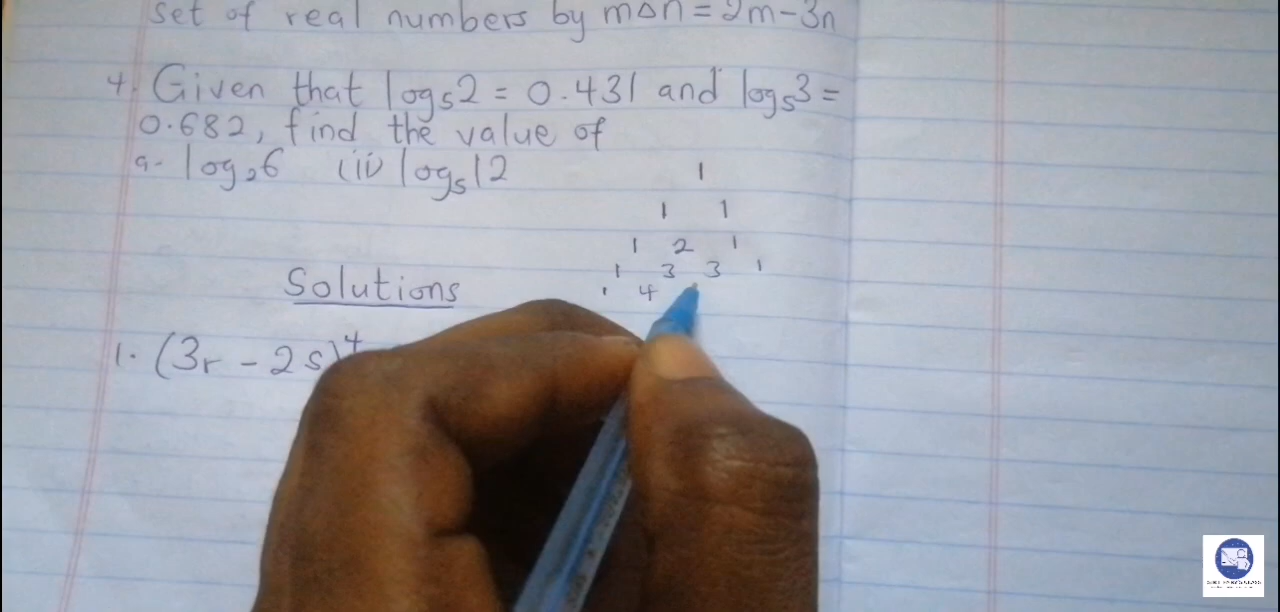 set of real numbers by m∆n = 2m - 3n
4. Given that log₅2 = 0.431 and log₅3 =
0.682, find the value of
a. log₂6 (ii) log₅12
1
1 1
1 2 1
1 3 3 1
1 4
Solutions
1. (3r - 2s)⁴